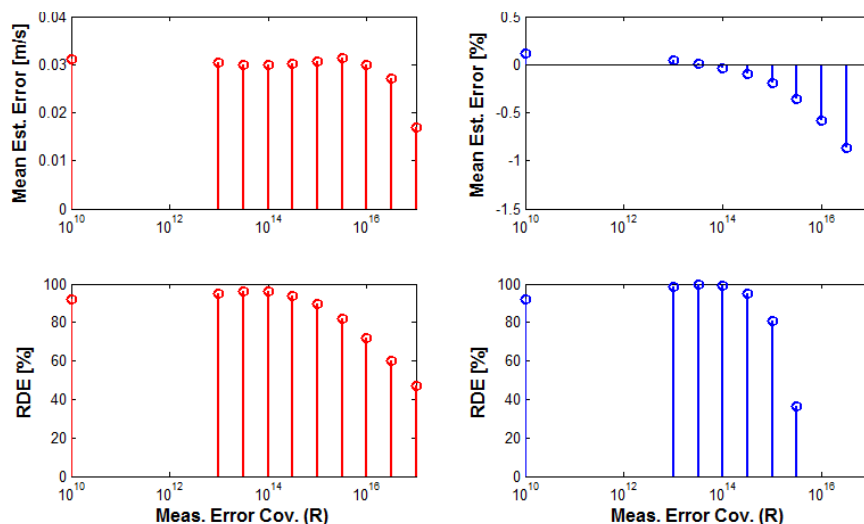 0.04
0.03
0.02
0.01
0
Mean Est. Error [m/s]
10^10 10^12 10^14 10^16
0.5
0
-0.5
-1
-1.5
Mean Est. Error [%]
10^10 10^12 10^14 10^16
100
80
60
40
20
0
RDE [%]
10^10 10^12 10^14 10^16
Meas. Error Cov. (R)
100
80
60
40
20
0
RDE [%]
10^10 10^12 10^14 10^16
Meas. Error Cov. (R)